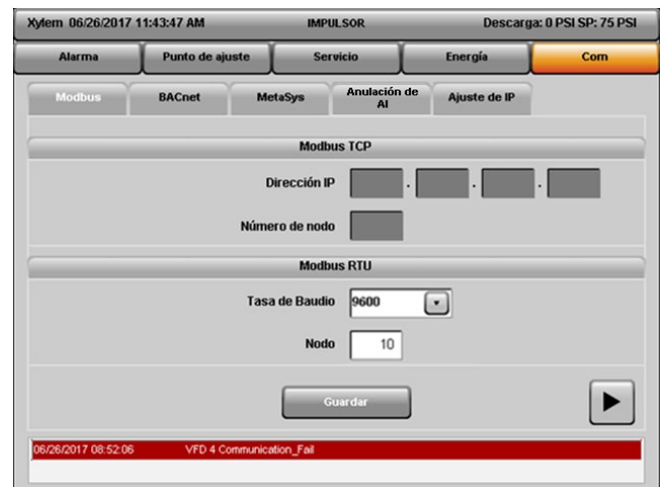 Xylem 06/26/2017 11:43:47 AM IMPULSOR Descarga: 0 PSI SP: 75 PSI
Alarma Punto de ajuste Servicio Energía Com
Modbus BACnet MetaSys Anulación de AI Ajuste de IP
Modbus TCP
Dirección IP . . .
Número de nodo
Modbus RTU
Tasa de Baudio 9600
Nodo 10
Guardar
06/26/2017 08:52:06 VFD 4 Communication_Fail